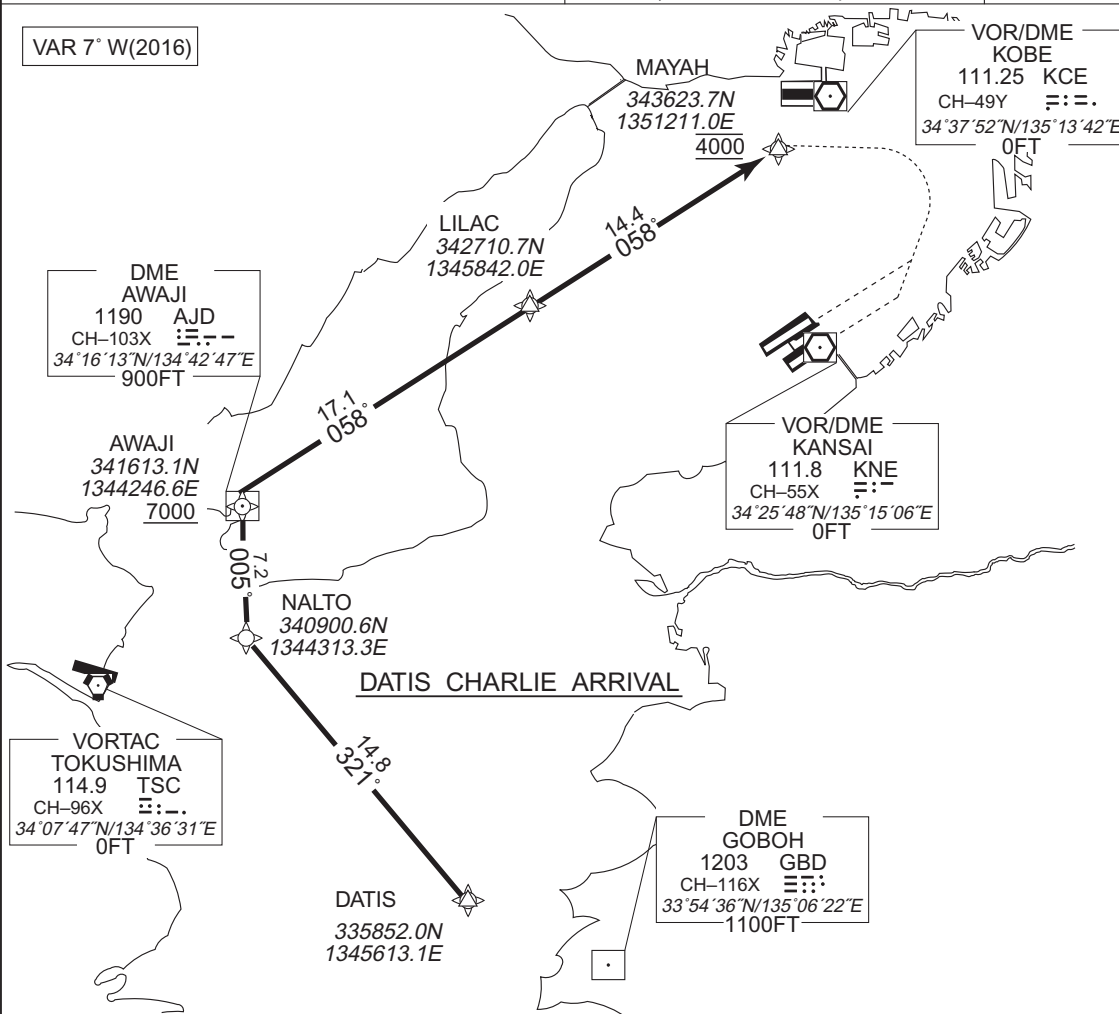 VAR 7° W(2016)
MAYAH
343623.7N
1351211.0E
4000
VOR/DME
KOBE
111.25 KCE
CH–49Y
34°37´52˝N/135°13´42˝E
0FT
LILAC
342710.7N
1345842.0E
14.4
058°
DME
AWAJI
1190 AJD
CH–103X
34°16´13˝N/134°42´47˝E
900FT
17.1
058°
AWAJI
341613.1N
1344246.6E
7000
VOR/DME
KANSAI
111.8 KNE
CH–55X
34°25´48˝N/135°15´06˝E
0FT
7.2
005°
NALTO
340900.6N
1344313.3E
DATIS CHARLIE ARRIVAL
VORTAC
TOKUSHIMA
114.9 TSC
CH–96X
34°07´47˝N/134°36´31˝E
0FT
14.8
321°
DME
GOBOH
1203 GBD
CH–116X
33°54´36˝N/135°06´22˝E
1100FT
DATIS
335852.0N
1345613.1E